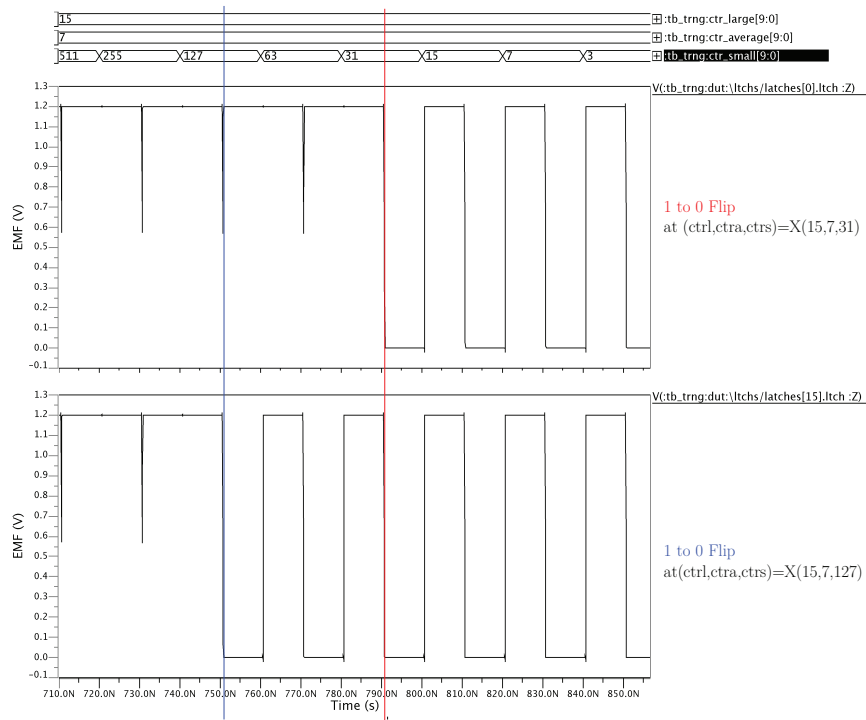 15
:tb_trng:ctr_large[9:0]
7
:tb_trng:ctr_average[9:0]
511 255 127 63 31 15 7 3
:tb_trng:ctr_small[9:0]
V(:tb_trng:dut:\ltchs/latches[0].ltch :Z)
1.3
1.2
1.1
1.0
0.9
0.8
0.7
0.6
0.5
0.4
0.3
0.2
0.1
0.0
-0.1
EMF (V)
1 to 0 Flip
at (ctrl,ctra,ctrs)=X(15,7,31)
V(:tb_trng:dut:\ltchs/latches[15].ltch :Z)
1.3
1.2
1.1
1.0
0.9
0.8
0.7
0.6
0.5
0.4
0.3
0.2
0.1
0.0
-0.1
EMF (V)
1 to 0 Flip
at(ctrl,ctra,ctrs)=X(15,7,127)
710.0N 720.0N 730.0N 740.0N 750.0N 760.0N 770.0N 780.0N 790.0N 800.0N 810.0N 820.0N 830.0N 840.0N 850.0N
Time (s)